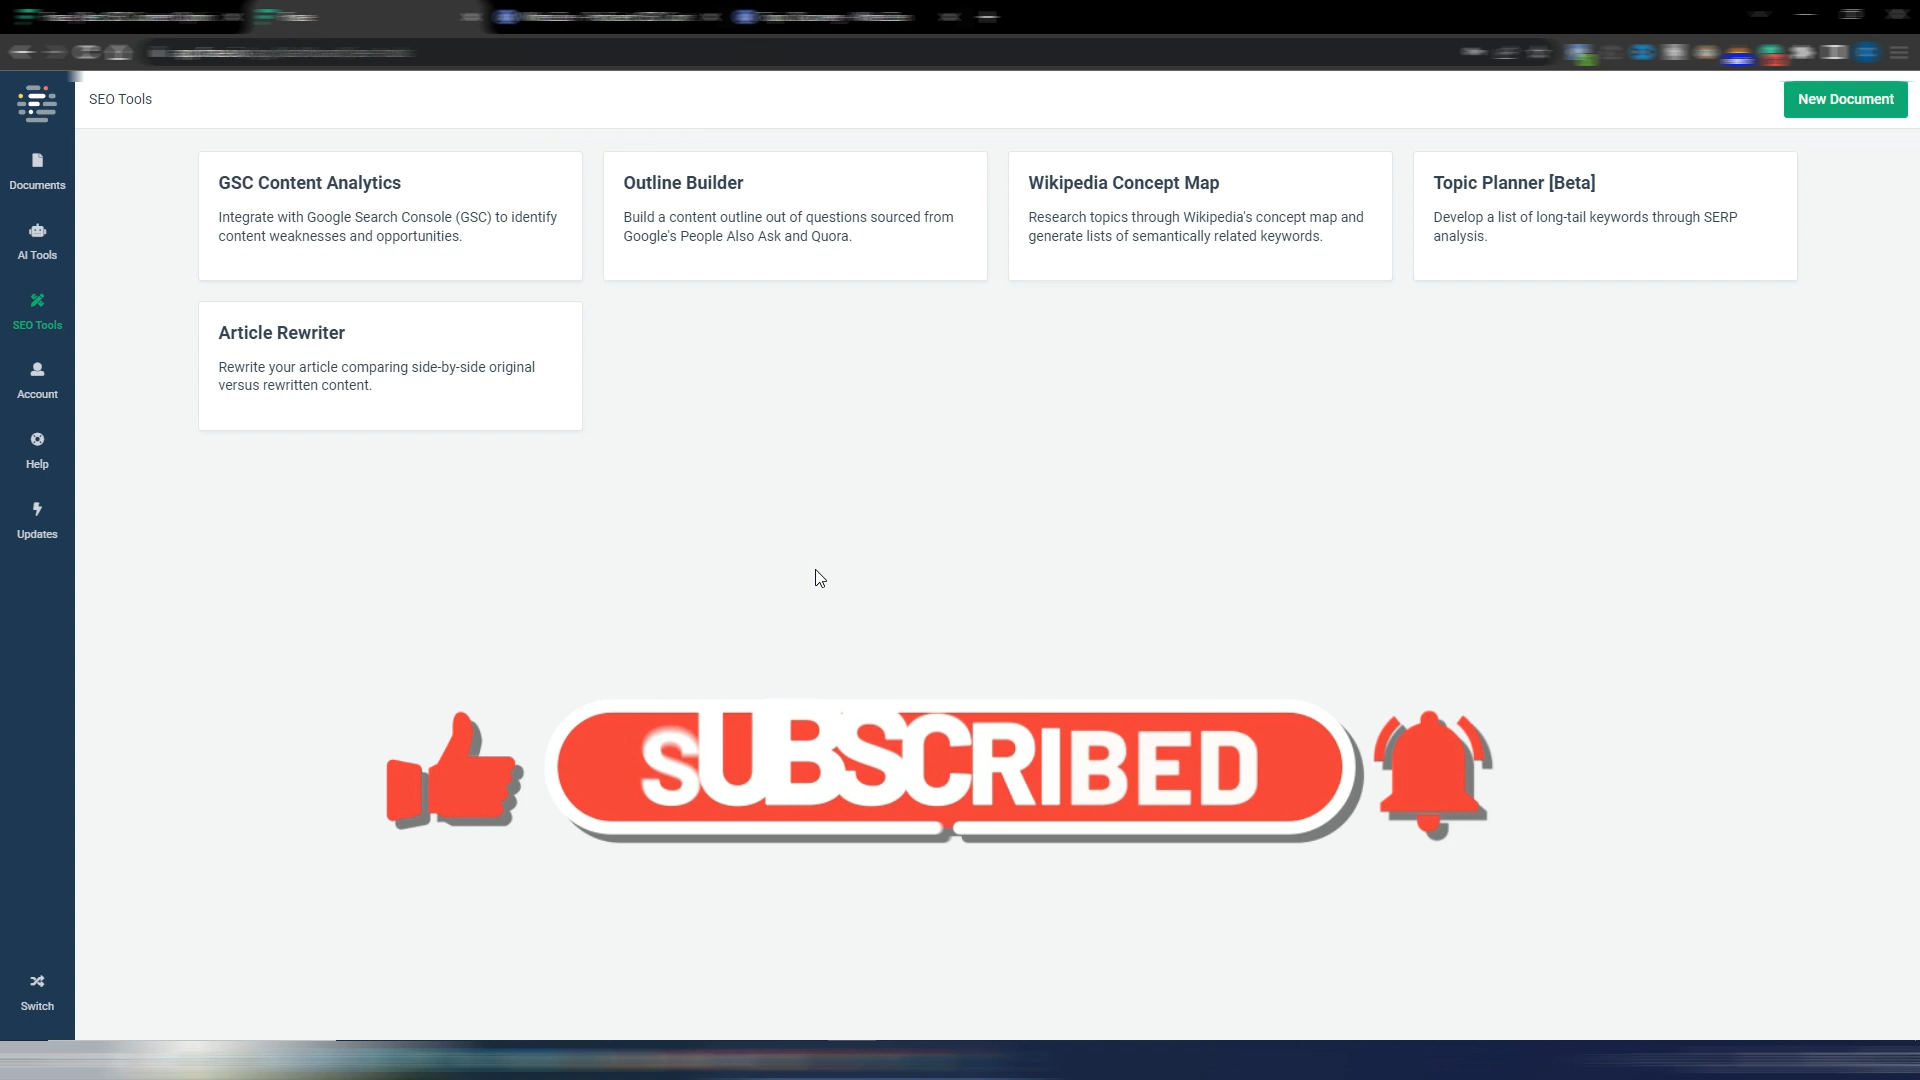 SEO Tools
New Document
Documents
AI Tools
SEO Tools
Account
Help
Updates
Switch
GSC Content Analytics
Integrate with Google Search Console (GSC) to identify
content weaknesses and opportunities.
Outline Builder
Build a content outline out of questions sourced from
Google's People Also Ask and Quora.
Wikipedia Concept Map
Research topics through Wikipedia's concept map and
generate lists of semantically related keywords.
Topic Planner [Beta]
Develop a list of long-tail keywords through SERP
analysis.
Article Rewriter
Rewrite your article comparing side-by-side original
versus rewritten content.
SUBSCRIBED